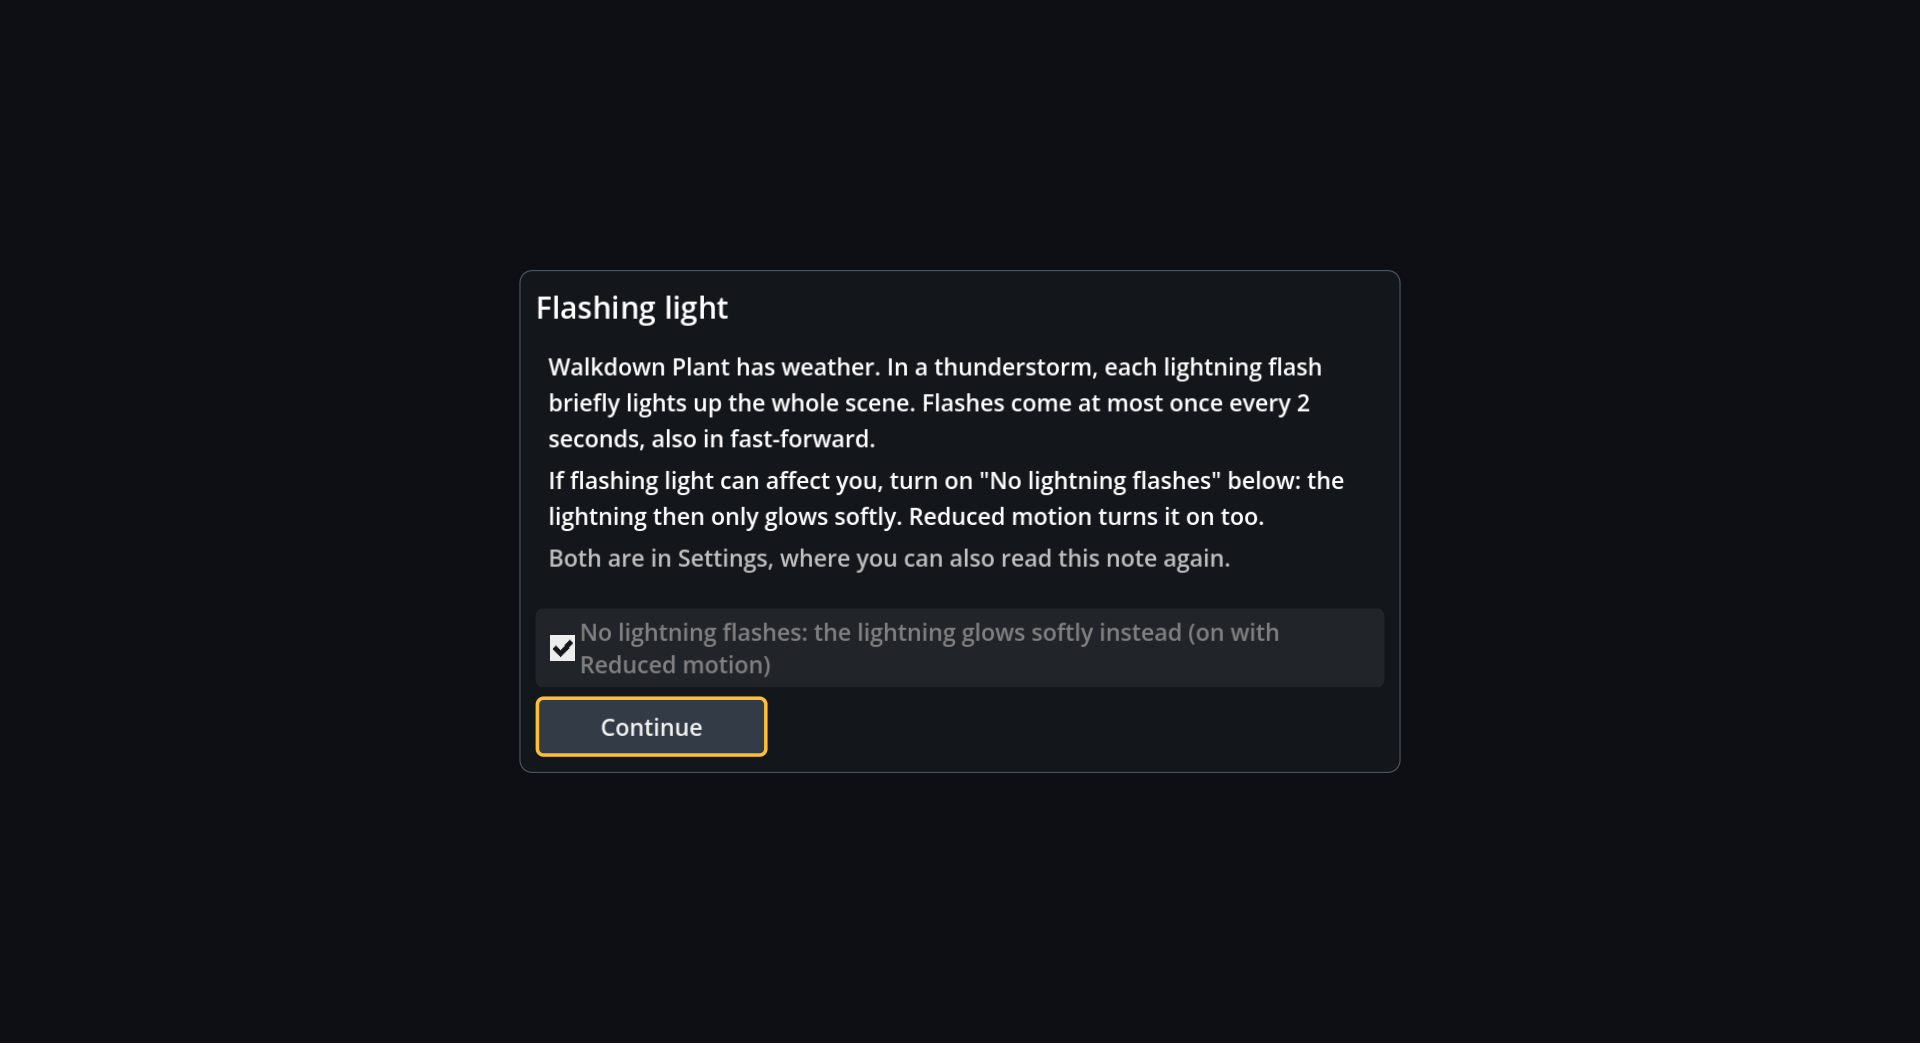 Flashing light
Walkdown Plant has weather. In a thunderstorm, each lightning flash
briefly lights up the whole scene. Flashes come at most once every 2
seconds, also in fast-forward.
If flashing light can affect you, turn on "No lightning flashes" below: the
lightning then only glows softly. Reduced motion turns it on too.
Both are in Settings, where you can also read this note again.
No lightning flashes: the lightning glows softly instead (on with
Reduced motion)
Continue